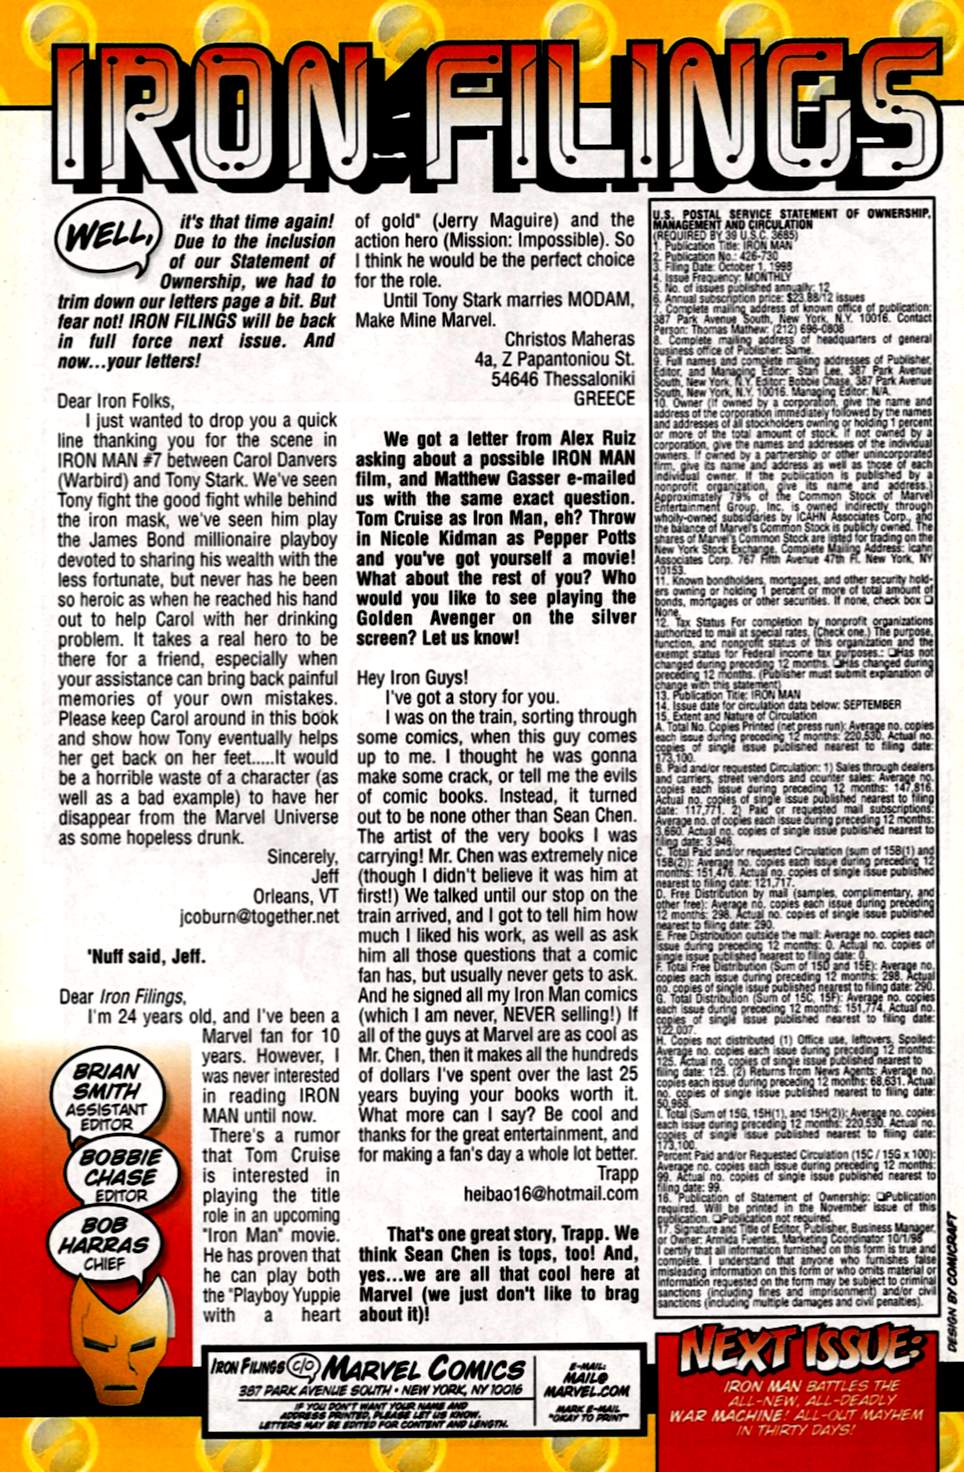 IRON FILINGS
WELL,
it's that time again!
Due to the inclusion
of our Statement of
Ownership, we had to
trim down our letters page a bit. But
fear not! IRON FILINGS will be back
in full force next issue. And
now...your letters!
Dear Iron Folks,
I just wanted to drop you a quick
line thanking you for the scene in
IRON MAN #7 between Carol Danvers
(Warbird) and Tony Stark. We've seen
Tony fight the good fight while behind
the iron mask, we've seen him play
the James Bond millionaire playboy
devoted to sharing his wealth with the
less fortunate, but never has he been
so heroic as when he reached his hand
out to help Carol with her drinking
problem. It takes a real hero to be
there for a friend, especially when
your assistance can bring back painful
memories of your own mistakes.
Please keep Carol around in this book
and show how Tony eventually helps
her get back on her feet.....It would
be a horrible waste of a character (as
well as a bad example) to have her
disappear from the Marvel Universe
as some hopeless drunk.
Sincerely,
Jeff
Orleans, VT
jcoburn@together.net
'Nuff said, Jeff.
Dear Iron Filings,
I'm 24 years old, and I've been a
Marvel fan for 10
years. However, I
was never interested
in reading IRON
MAN until now.
There's a rumor
that Tom Cruise
is interested in
playing the title
role in an upcoming
"Iron Man" movie.
He has proven that
he can play both
the "Playboy Yuppie
with a heart
BRIAN
SMITH
ASSISTANT
EDITOR
BOBBIE
CHASE
EDITOR
BOB
HARRAS
CHIEF
of gold" (Jerry Maguire) and the
action hero (Mission: Impossible). So
I think he would be the perfect choice
for the role.
Until Tony Stark marries MODAM,
Make Mine Marvel.
Christos Maheras
4a, Z Papantoniou St.
54646 Thessaloniki
GREECE
We got a letter from Alex Ruiz
asking about a possible IRON MAN
film, and Matthew Gasser e-mailed
us with the same exact question.
Tom Cruise as Iron Man, eh? Throw
in Nicole Kidman as Pepper Potts
and you've got yourself a movie!
What about the rest of you? Who
would you like to see playing the
Golden Avenger on the silver
screen? Let us know!
Hey Iron Guys!
I've got a story for you.
I was on the train, sorting through
some comics, when this guy comes
up to me. I thought he was gonna
make some crack, or tell me the evils
of comic books. Instead, it turned
out to be none other than Sean Chen.
The artist of the very books I was
carrying! Mr. Chen was extremely nice
(though I didn't believe it was him at
first!) We talked until our stop on the
train arrived, and I got to tell him how
much I liked his work, as well as ask
him all those questions that a comic
fan has, but usually never gets to ask.
And he signed all my Iron Man comics
(which I am never, NEVER selling!) If
all of the guys at Marvel are as cool as
Mr. Chen, then it makes all the hundreds
of dollars I've spent over the last 25
years buying your books worth it.
What more can I say? Be cool and
thanks for the great entertainment, and
for making a fan's day a whole lot better.
Trapp
heibao16@hotmail.com
That's one great story, Trapp. We
think Sean Chen is tops, too! And,
yes...we are all that cool here at
Marvel (we just don't like to brag
about it)!
U.S. POSTAL SERVICE STATEMENT OF OWNERSHIP,
MANAGEMENT AND CIRCULATION
(REQUIRED BY 39 U.S.C. 3685)
1. Publication Title: IRON MAN
2. Publication No.: 426-730
3. Filing Date: October 1, 1998
4. Issue Frequency: MONTHLY
5. No. of issues published annually: 12
6. Annual subscription price: $23.88/12 issues
7. Complete mailing address of known office of publication:
387 Park Avenue South, New York, N.Y. 10016. Contact
Person: Thomas Mathew: (212) 696-0808
8. Complete mailing address of headquarters of general
business office of Publisher: Same.
9. Full names and complete mailing addresses of Publisher,
Editor, and Managing Editor: Stan Lee, 387 Park Avenue
South, New York, N.Y. Editor: Bobbie Chase, 387 Park Avenue
South, New York, N.Y. 10016. Managing Editor: N/A.
10. Owner (If owned by a corporation, give the name and
address of the corporation immediately followed by the names
and addresses of all stockholders owning or holding 1 percent
or more of the total amount of stock. If not owned by a
corporation, give the names and addresses of the individual
owners. If owned by a partnership or other unincorporated
firm, give its name and address as well as those of each
individual owner. If the publication is published by a
nonprofit organization, give its name and address
Approximately 79% of the Common Stock of Marvel
Entertainment Group, Inc. is owned indirectly through
wholly-owned subsidiaries by ICAHN Associates Corp., and
the balance of Marvel's Common Stock is publicly owned. The
shares of Marvel's Common Stock are listed for trading on the
New York Stock Exchange. Complete Mailing Address: Icahn
Associates Corp. 767 Fifth Avenue 47th Fl. New York, NY
10153.
11. Known bondholders, mortgages, and other security hold-
ers owning or holding 1 percent or more of total amount of
bonds, mortgages or other securities. If none, check box ❏
None.
12. Tax Status For completion by nonprofit organizations
authorized to mail at special rates. (Check one.) The purpose,
function, and nonprofit status of this organization and the
exempt status for Federal income tax purposes.: ❏Has not
changed during preceding 12 months. ❏Has changed during
preceding 12 months. (Publisher must submit explanation of
change with this statement)
13. Publication Title: IRON MAN
14. Issue date for circulation data below: SEPTEMBER
15. Extent and Nature of Circulation
A. Total No. Copies Printed (net press run): Average no. copies
each issue during preceding 12 months: 220,530. Actual no.
copies of single issue published nearest to filing date:
173,100.
B. Paid and/or requested Circulation: 1) Sales through dealers
and carriers, street vendors and counter sales: Average no.
copies each issue during preceding 12 months: 147,816.
Actual no. copies of single issue published nearest to filing
date: 117,771. 2) Paid or requested mail subscriptions:
Average no. of copies each issue during preceding 12 months:
3,660. Actual no. copies of single issue published nearest to
filing date: 3,946.
C. Total Paid and/or requested Circulation (sum of 15B(1) and
15B(2)): Average no. copies each issue during preceding 12
months: 151,476. Actual no. copies of single issue published
nearest to filing date: 121,717.
D. Free Distribution by mail (samples, complimentary, and
other free): Average no. copies each issue during preceding
12 months: 298. Actual no. copies of single issue published
nearest to filing date: 290.
E. Free Distribution outside the mail: Average no. copies each
issue during preceding 12 months: 0. Actual no. copies of
single issue published nearest to filing date: 0.
F. Total Free Distribution (Sum of 15D and 15E): Average no.
copies each issue during preceding 12 months: 298. Actual
no. copies of single issue published nearest to filing date: 290.
G. Total Distribution (Sum of 15C, 15F): Average no. copies
each issue during preceding 12 months: 151,774. Actual no.
copies of single issue published nearest to filing date:
122,007.
H. Copies not distributed (1) Office use, leftovers, Spoiled:
Average no. copies each issue during preceding 12 months:
125. Actual no. copies of single issue published nearest to
filing date: 125. (2) Returns from News Agents: Average no.
copies each issue during preceding 12 months: 68,631. Actual
no. copies of single issue published nearest to filing date:
50,968.
I. Total (Sum of 15G, 15H(1), and 15H(2)): Average no. copies
each issue during preceding 12 months: 220,530. Actual no.
copies of single issue published nearest to filing date:
173,100.
Percent Paid and/or Requested Circulation (15C / 15G x 100):
Average no. copies each issue during preceding 12 months:
99. Actual no. copies of single issue published nearest to
filing date: 99.
16. Publication of Statement of Ownership: ❏Publication
required. Will be printed in the November issue of this
publication. ❏Publication not required.
17. Signature and Title of Editor, Publisher, Business Manager,
or Owner: Armida Fuentes, Marketing Coordinator 10/1/98
I certify that all information furnished on this form is true and
complete. I understand that anyone who furnishes false
misleading information on this form or who omits material or
information requested on the form may be subject to criminal
sanctions (including fines and imprisonment) and/or civil
sanctions (including multiple damages and civil penalties).
DESIGN BY COMICRAFT
IRON FILINGS C/O MARVEL COMICS
387 PARK AVENUE SOUTH • NEW YORK, NY 10016
IF YOU DON'T WANT YOUR NAME AND
ADDRESS PRINTED, PLEASE LET US KNOW.
LETTERS MAY BE EDITED FOR CONTENT AND LENGTH.
E-MAIL:
MAIL@
MARVEL.COM
MARK E-MAIL
"OKAY TO PRINT"
NEXT ISSUE:
IRON MAN BATTLES THE
ALL-NEW, ALL-DEADLY
WAR MACHINE! ALL-OUT MAYHEM
IN THIRTY DAYS!